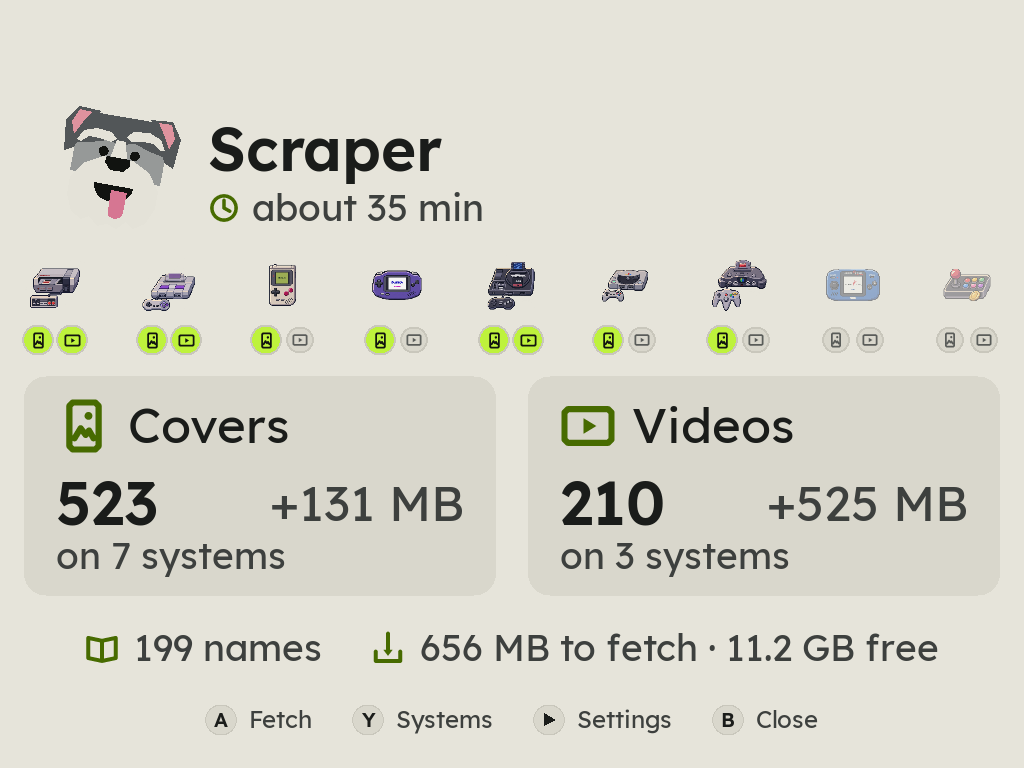 Scraper
about 35 min
Covers
523 +131 MB
on 7 systems
Videos
210 +525 MB
on 3 systems
199 names
656 MB to fetch · 11.2 GB free
A Fetch Y Systems Settings B Close